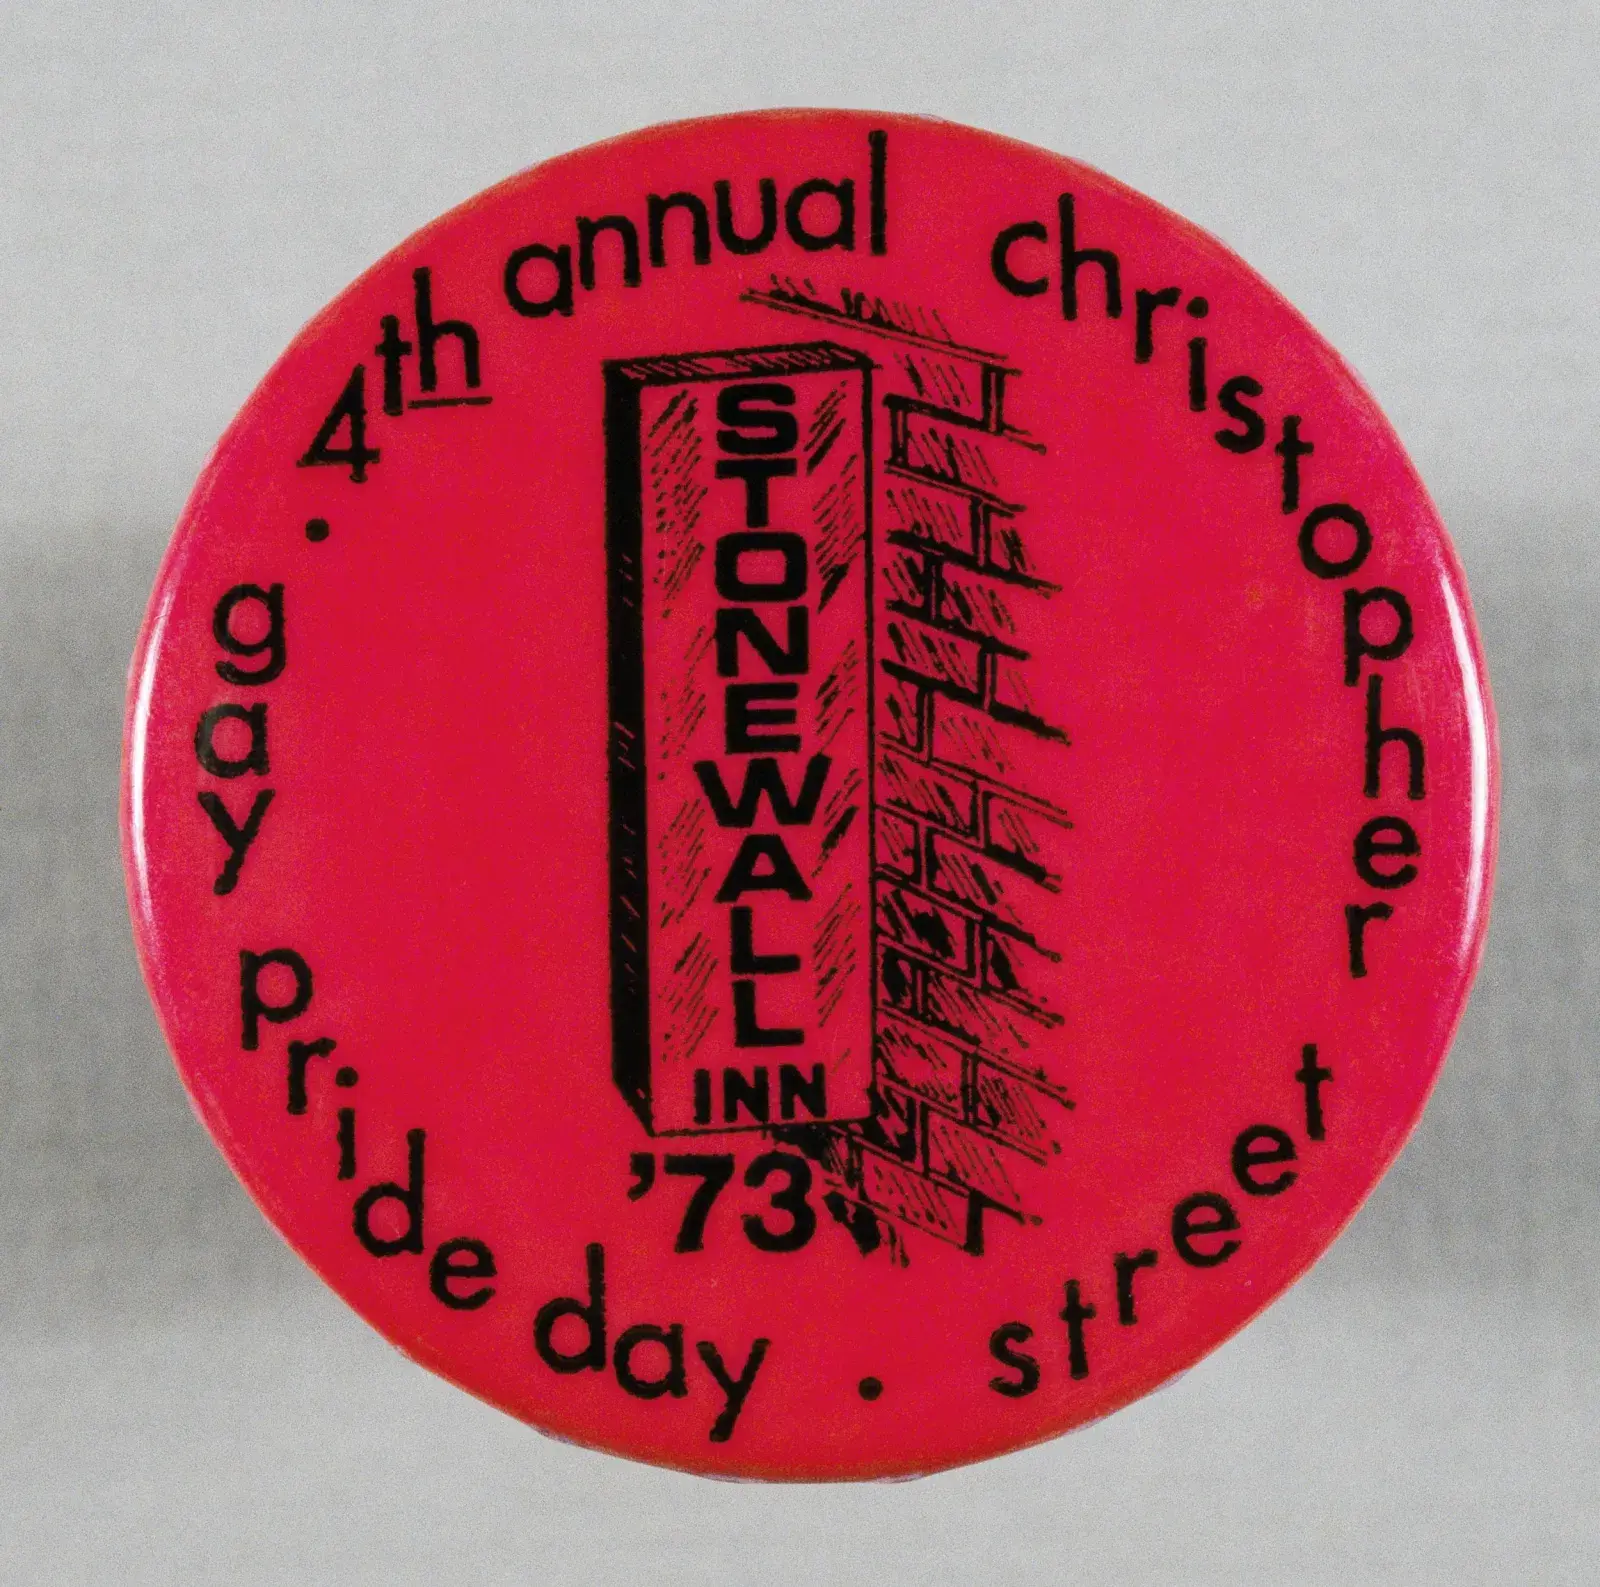 4th annual christopher street
. gay pride day .
STONEWALL
INN
'73